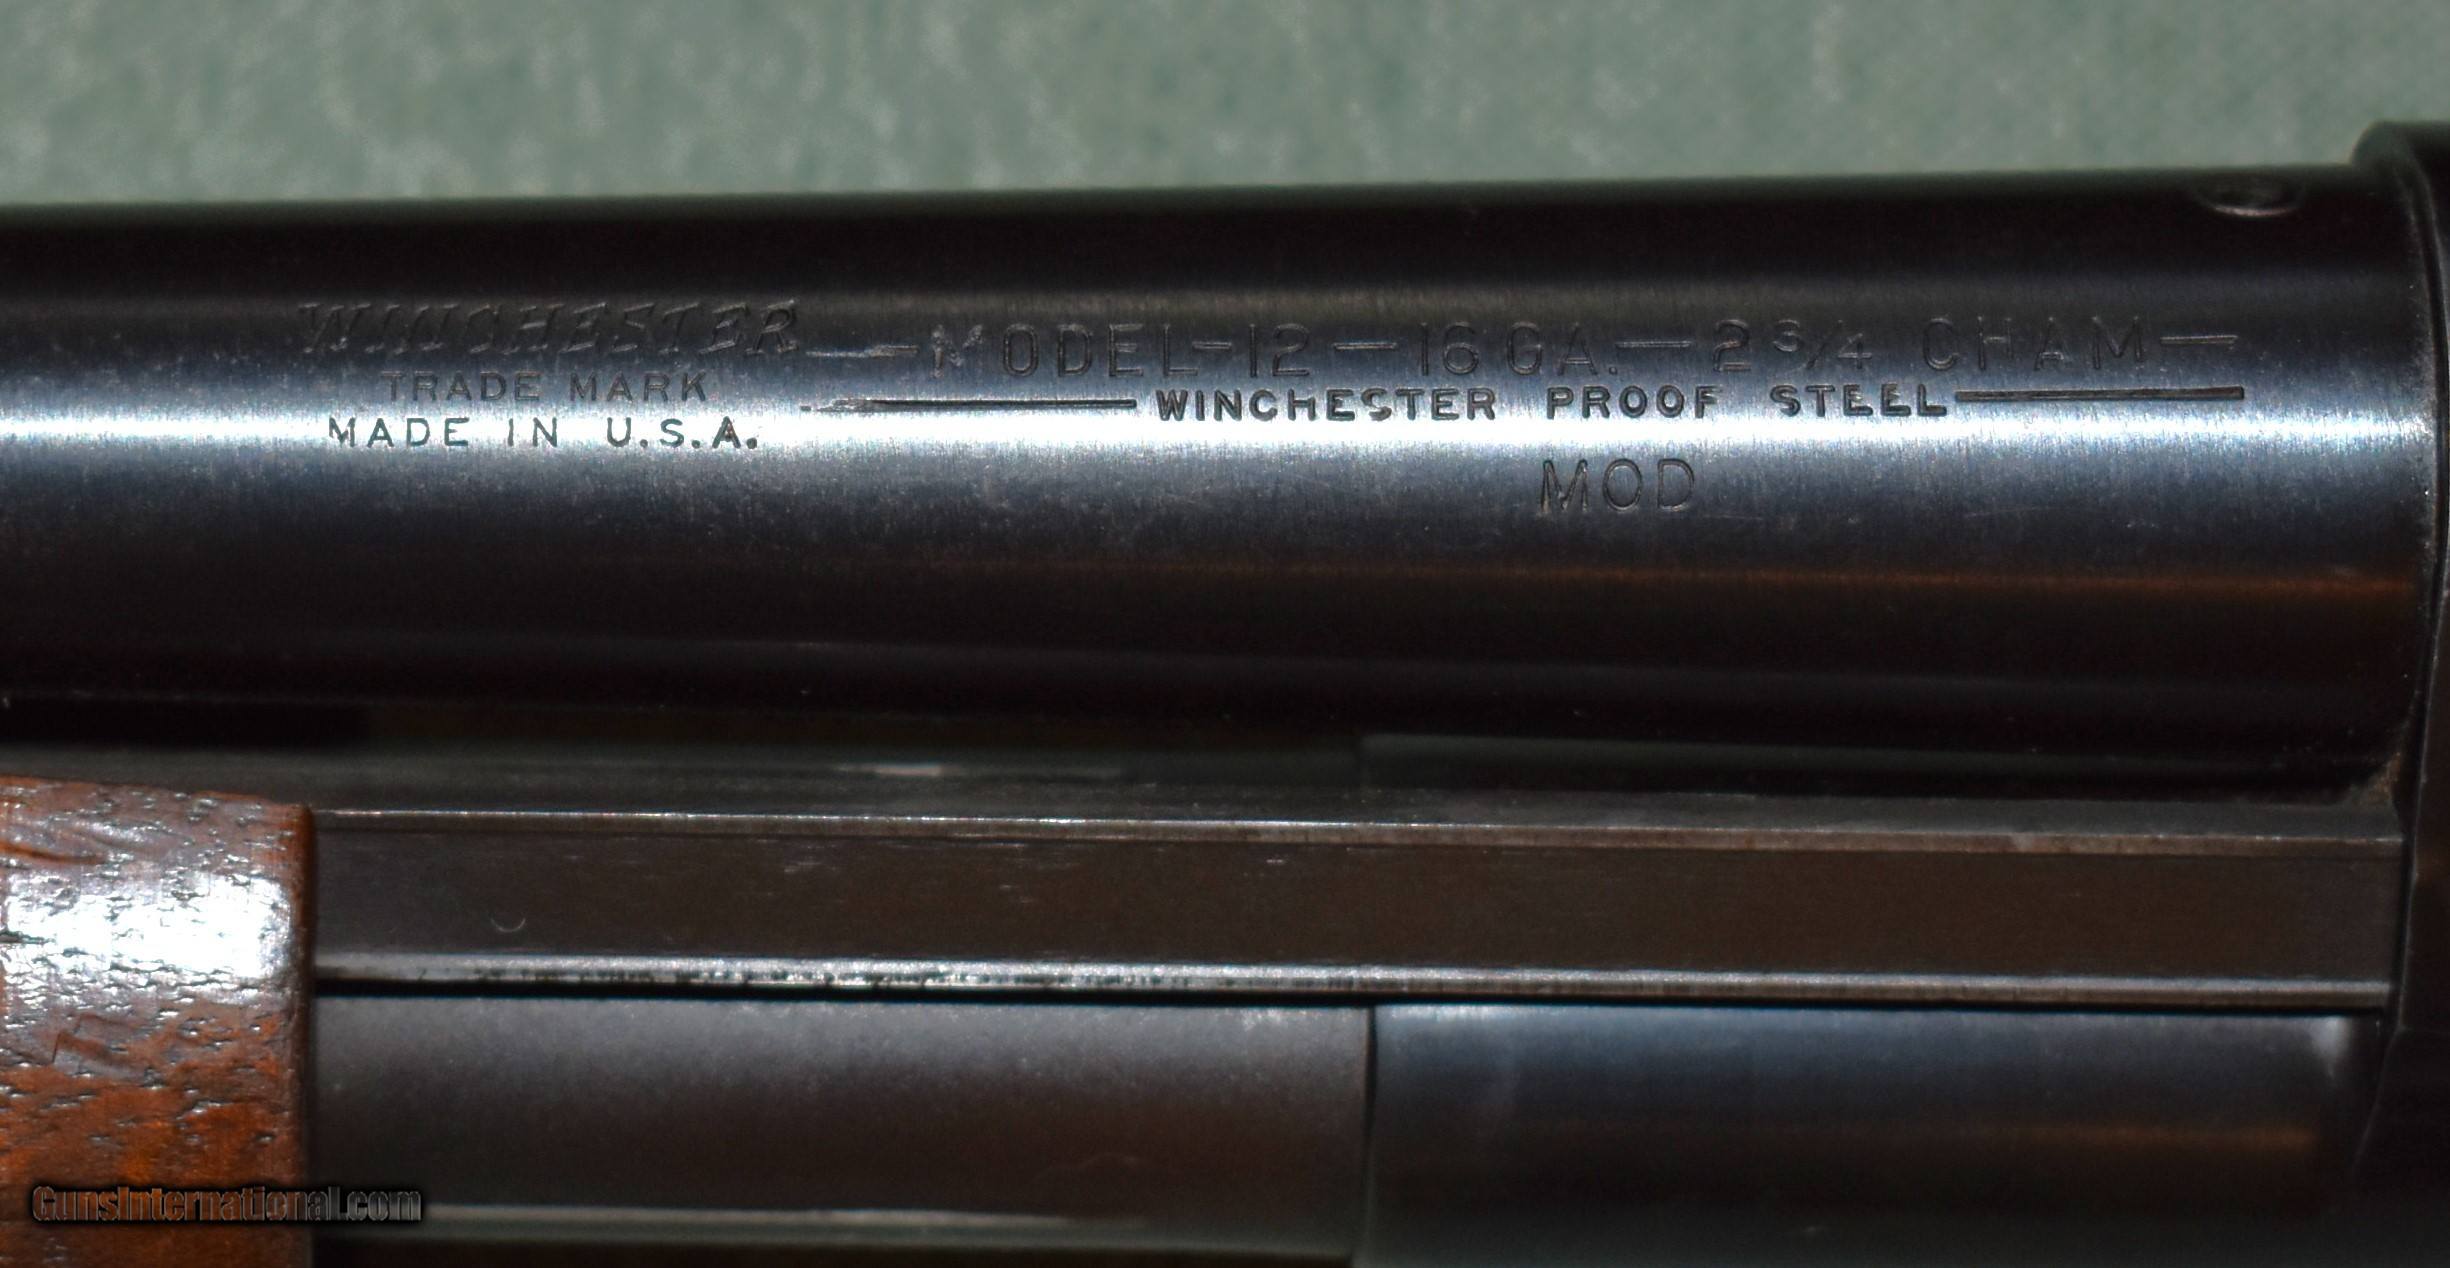 WINCHESTER
TRADE MARK
MADE IN U.S.A.
—MODEL-12—16 GA.—2 3/4 CHAM—
WINCHESTER PROOF STEEL
MOD
GunsInternational.com